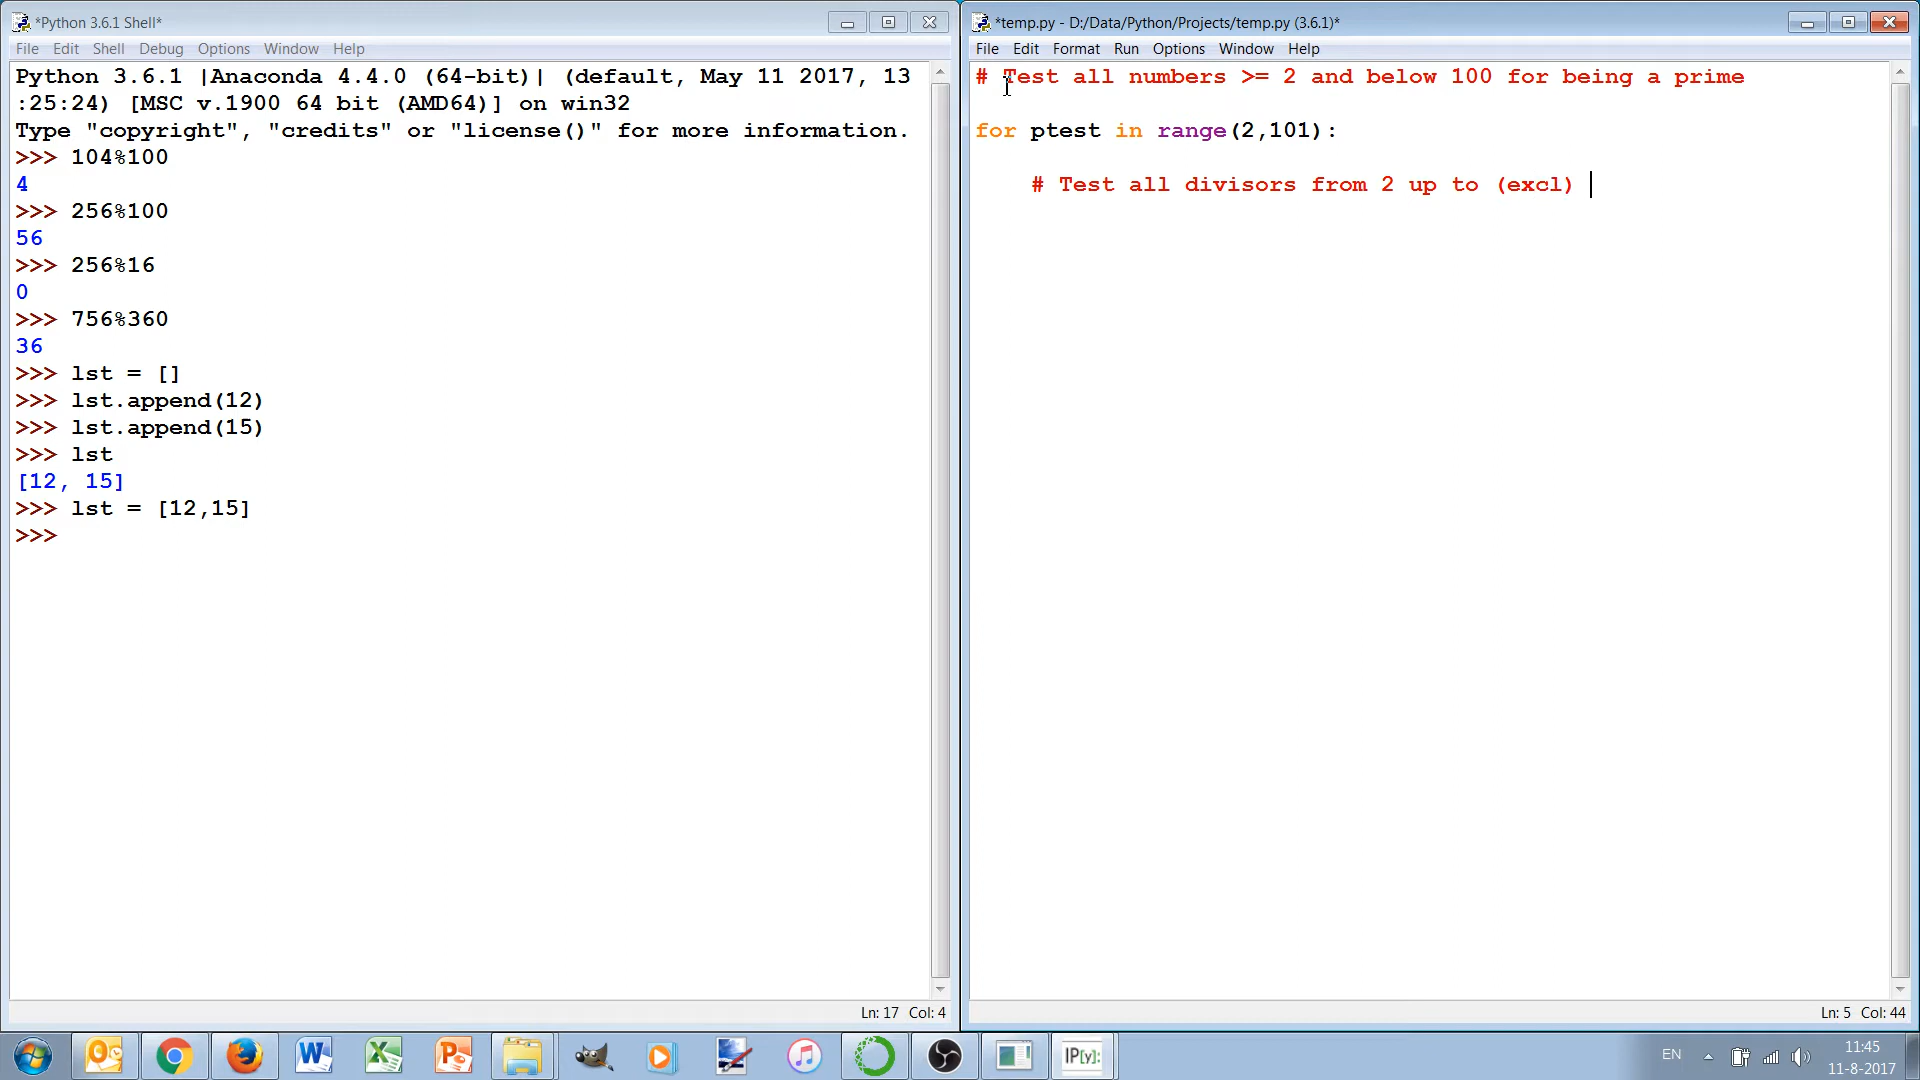 *Python 3.6.1 Shell*
File Edit Shell Debug Options Window Help
Python 3.6.1 |Anaconda 4.4.0 (64-bit)| (default, May 11 2017, 13
:25:24) [MSC v.1900 64 bit (AMD64)] on win32
Type "copyright", "credits" or "license()" for more information.
>>> 104%100
4
>>> 256%100
56
>>> 256%16
0
>>> 756%360
36
>>> lst = []
>>> lst.append(12)
>>> lst.append(15)
>>> lst
[12, 15]
>>> lst = [12,15]
>>>
Ln: 17 Col: 4
*temp.py - D:/Data/Python/Projects/temp.py (3.6.1)*
File Edit Format Run Options Window Help
# Test all numbers >= 2 and below 100 for being a prime
for ptest in range(2,101):
# Test all divisors from 2 up to (excl)
Ln: 5 Col: 44
IP[y]:
EN
11:45
11-8-2017